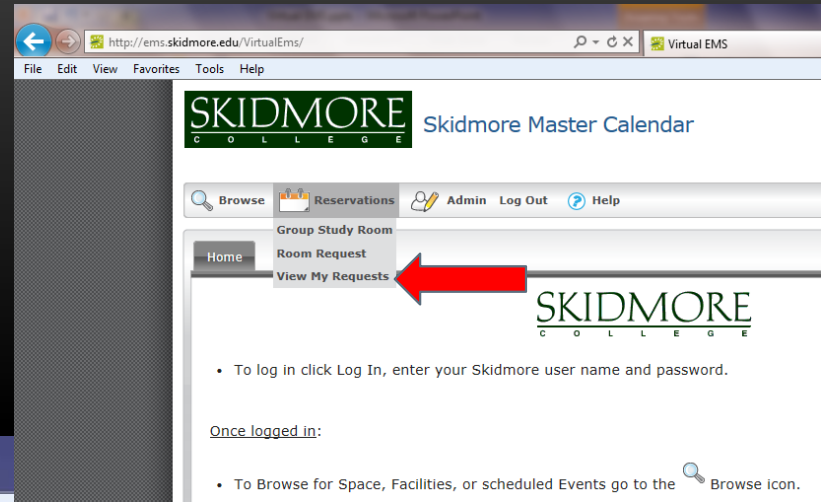 http://ems.skidmore.edu/VirtualEms/
Virtual EMS
File Edit View Favorites Tools Help
SKIDMORE
COLLEGE
Skidmore Master Calendar
Browse Reservations Admin Log Out Help
Group Study Room
Home
Room Request
View My Requests
SKIDMORE
COLLEGE
• To log in click Log In, enter your Skidmore user name and password.
Once logged in:
• To Browse for Space, Facilities, or scheduled Events go to the Browse icon.